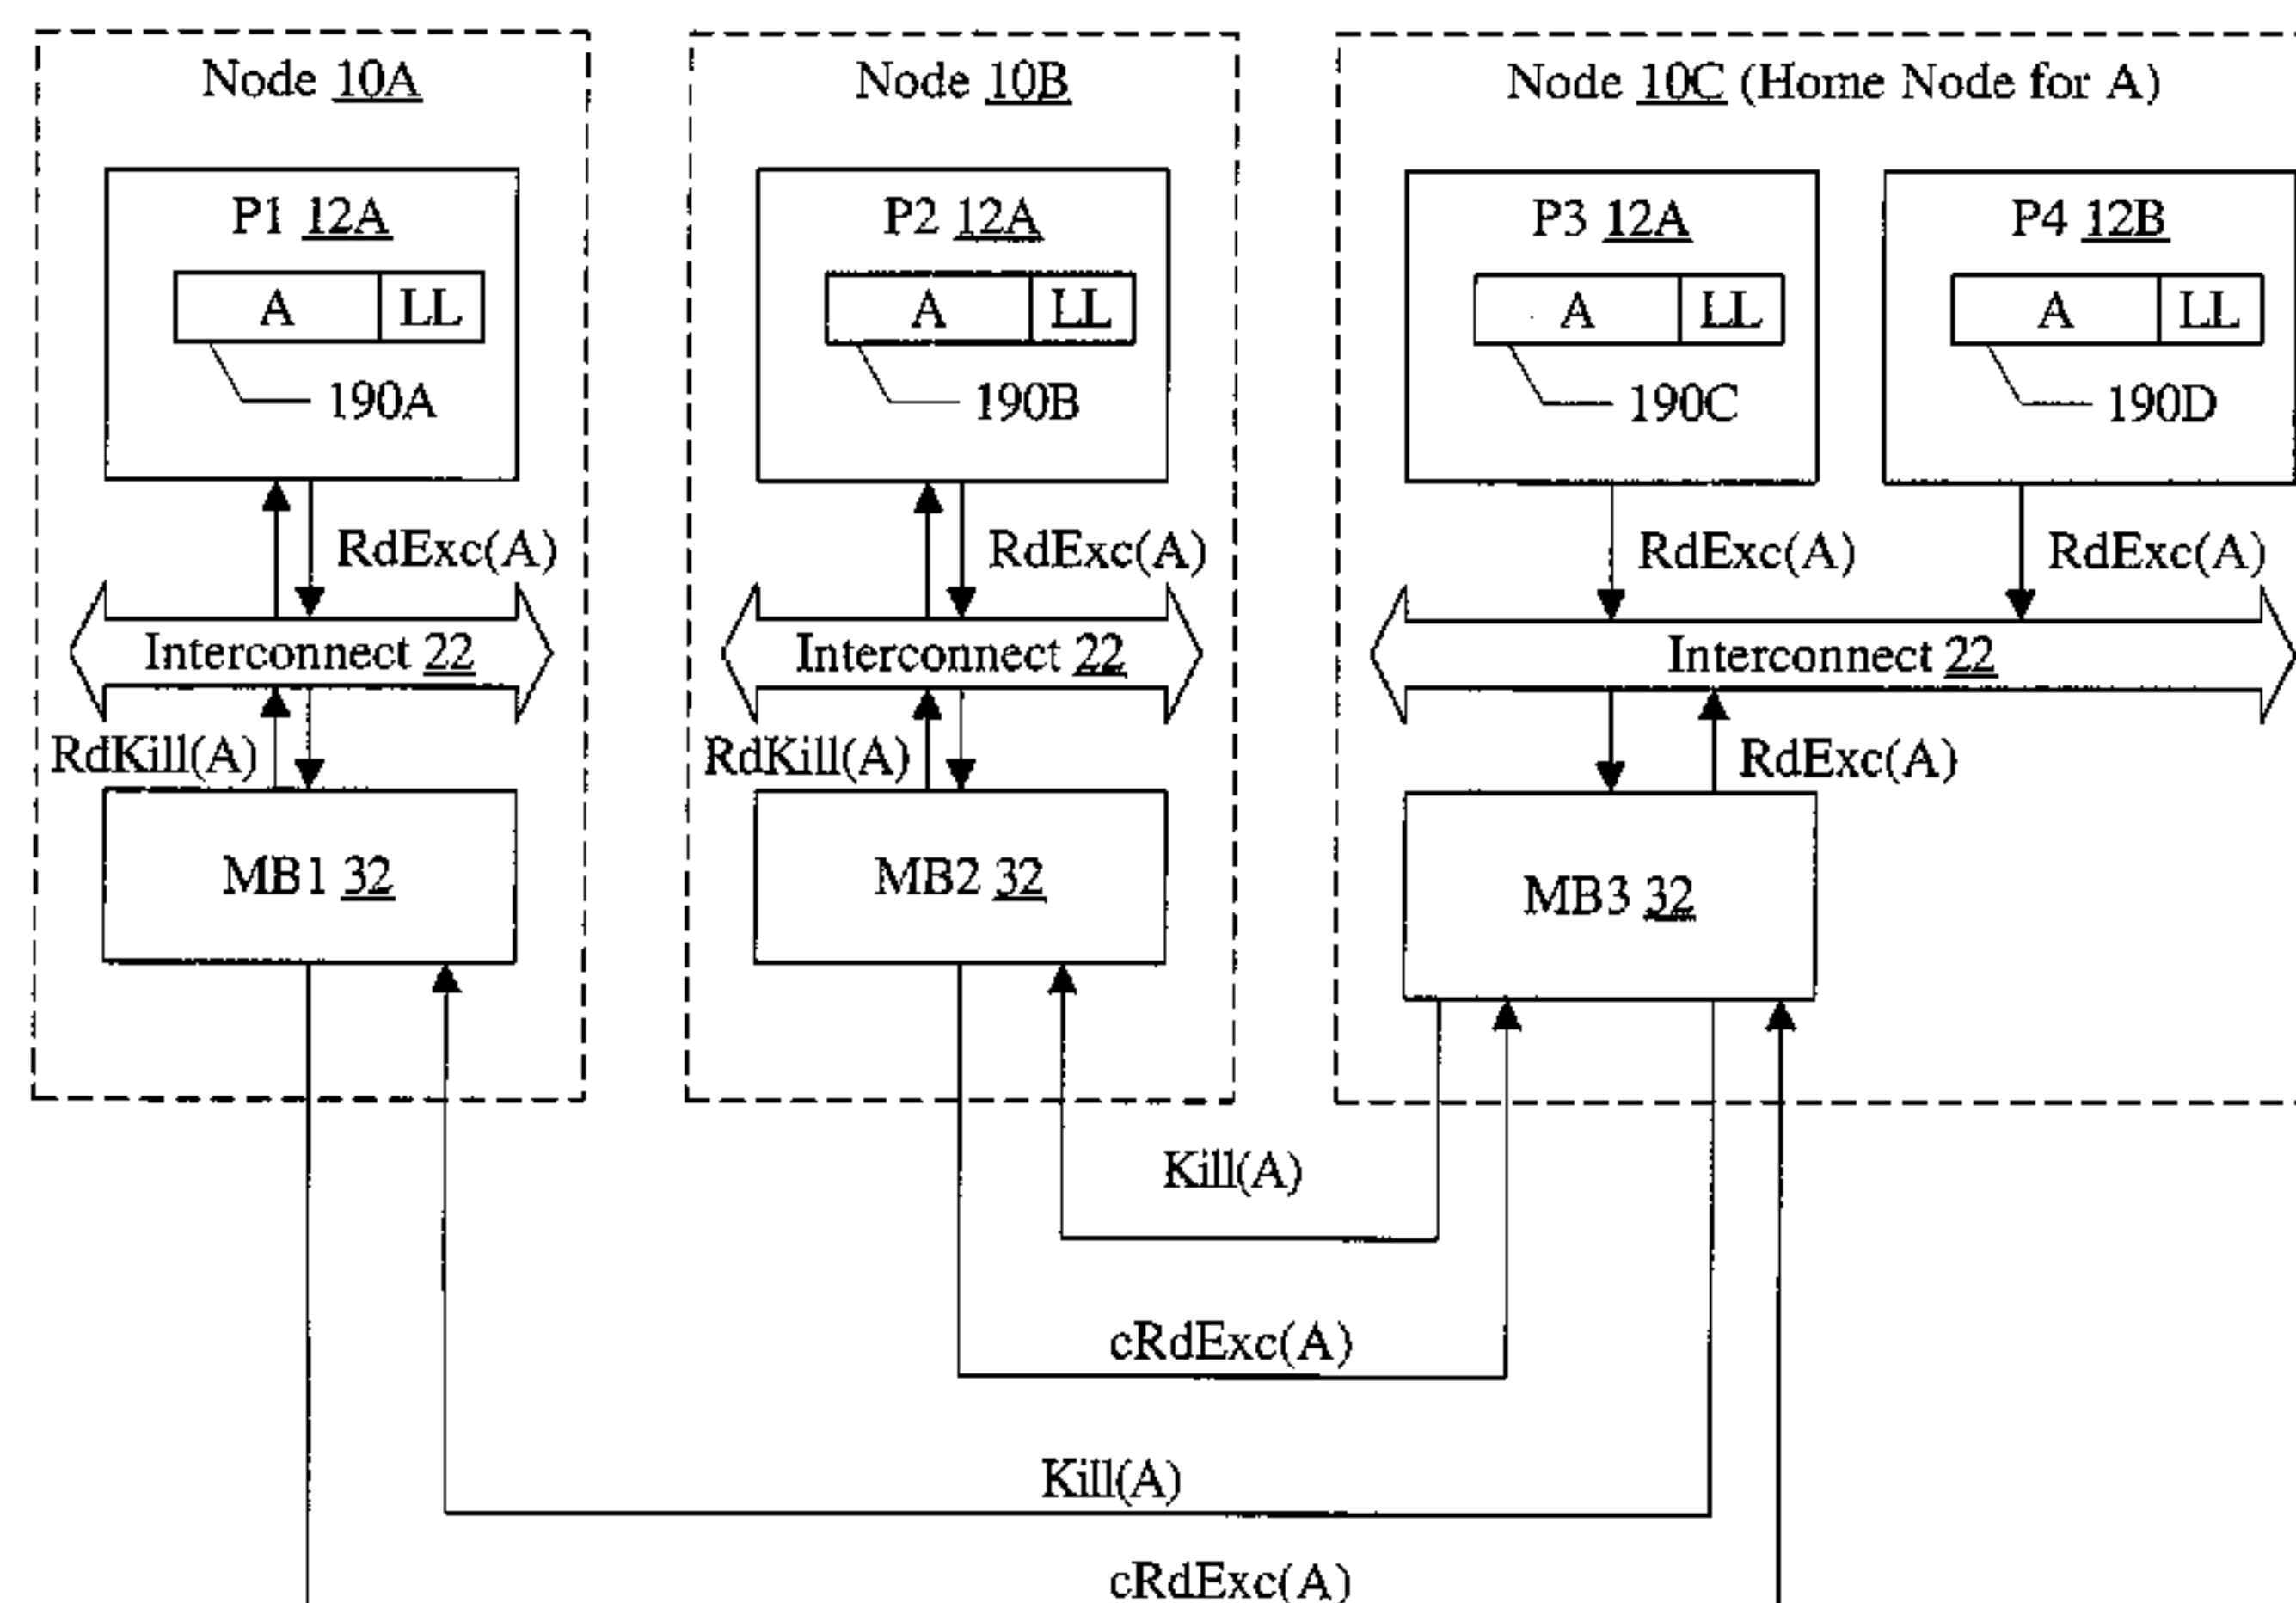 Node 10A
Node 10B
Node 10C (Home Node for A)
P1 12A
P2 12A
P3 12A
P4 12B
A LL
A LL
A LL
A LL
190A
190B
190C
190D
RdExc(A)
RdExc(A)
RdExc(A)
RdExc(A)
Interconnect 22
Interconnect 22
Interconnect 22
RdKill(A)
RdKill(A)
RdExc(A)
MB1 32
MB2 32
MB3 32
Kill(A)
cRdExc(A)
Kill(A)
cRdExc(A)